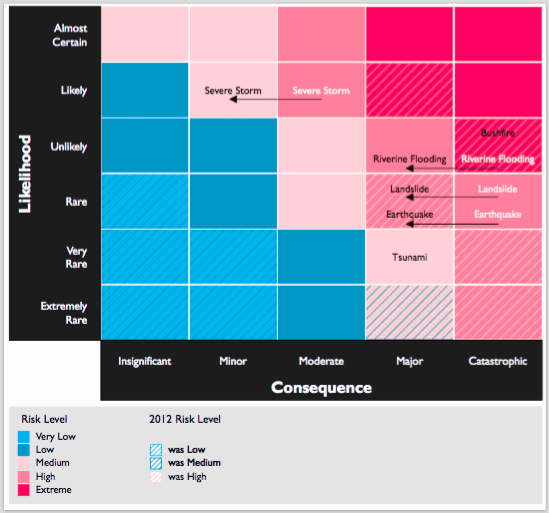 Almost
Certain
Likely
Severe Storm Severe Storm
Likelihood
Unlikely
Bushfire
Riverine Flooding Riverine Flooding
Rare
Landslide Landslide
Earthquake Earthquake
Very
Rare
Tsunami
Extremely
Rare
Insignificant Minor Moderate Major Catastrophic
Consequence
Risk Level 2012 Risk Level
Very Low
Low was Low
Medium was Medium
High was High
Extreme